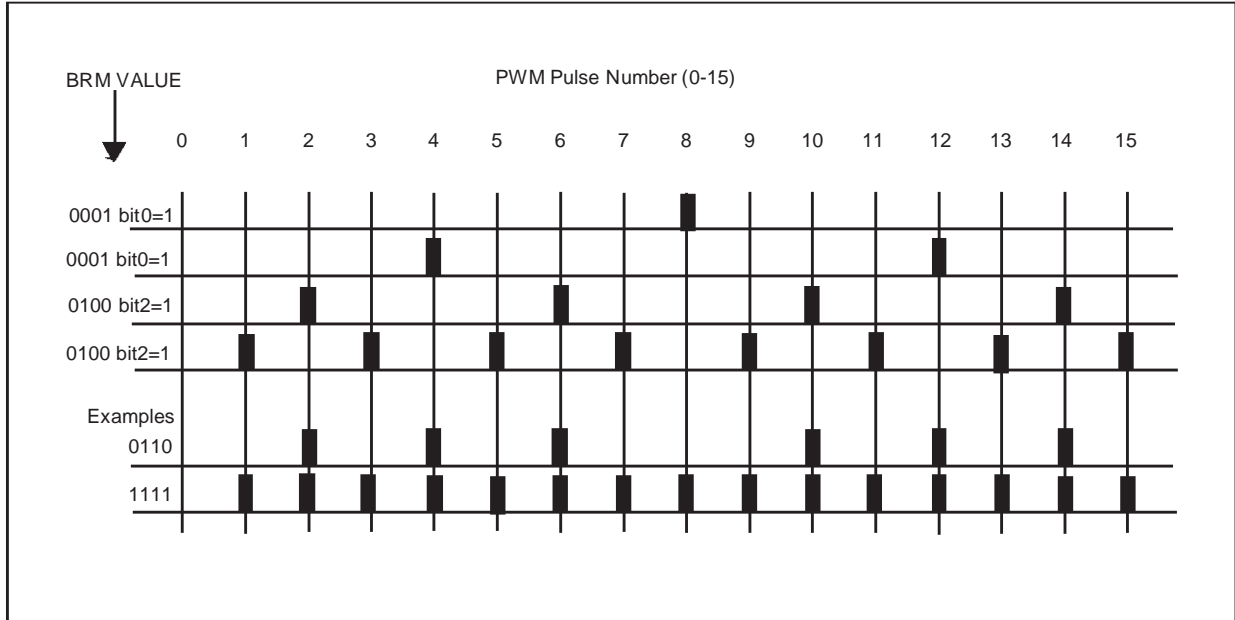 BRM VALUE
PWM Pulse Number (0-15)
0 1 2 3 4 5 6 7 8 9 10 11 12 13 14 15
0001 bit0=1
0001 bit0=1
0100 bit2=1
0100 bit2=1
Examples
0110
1111